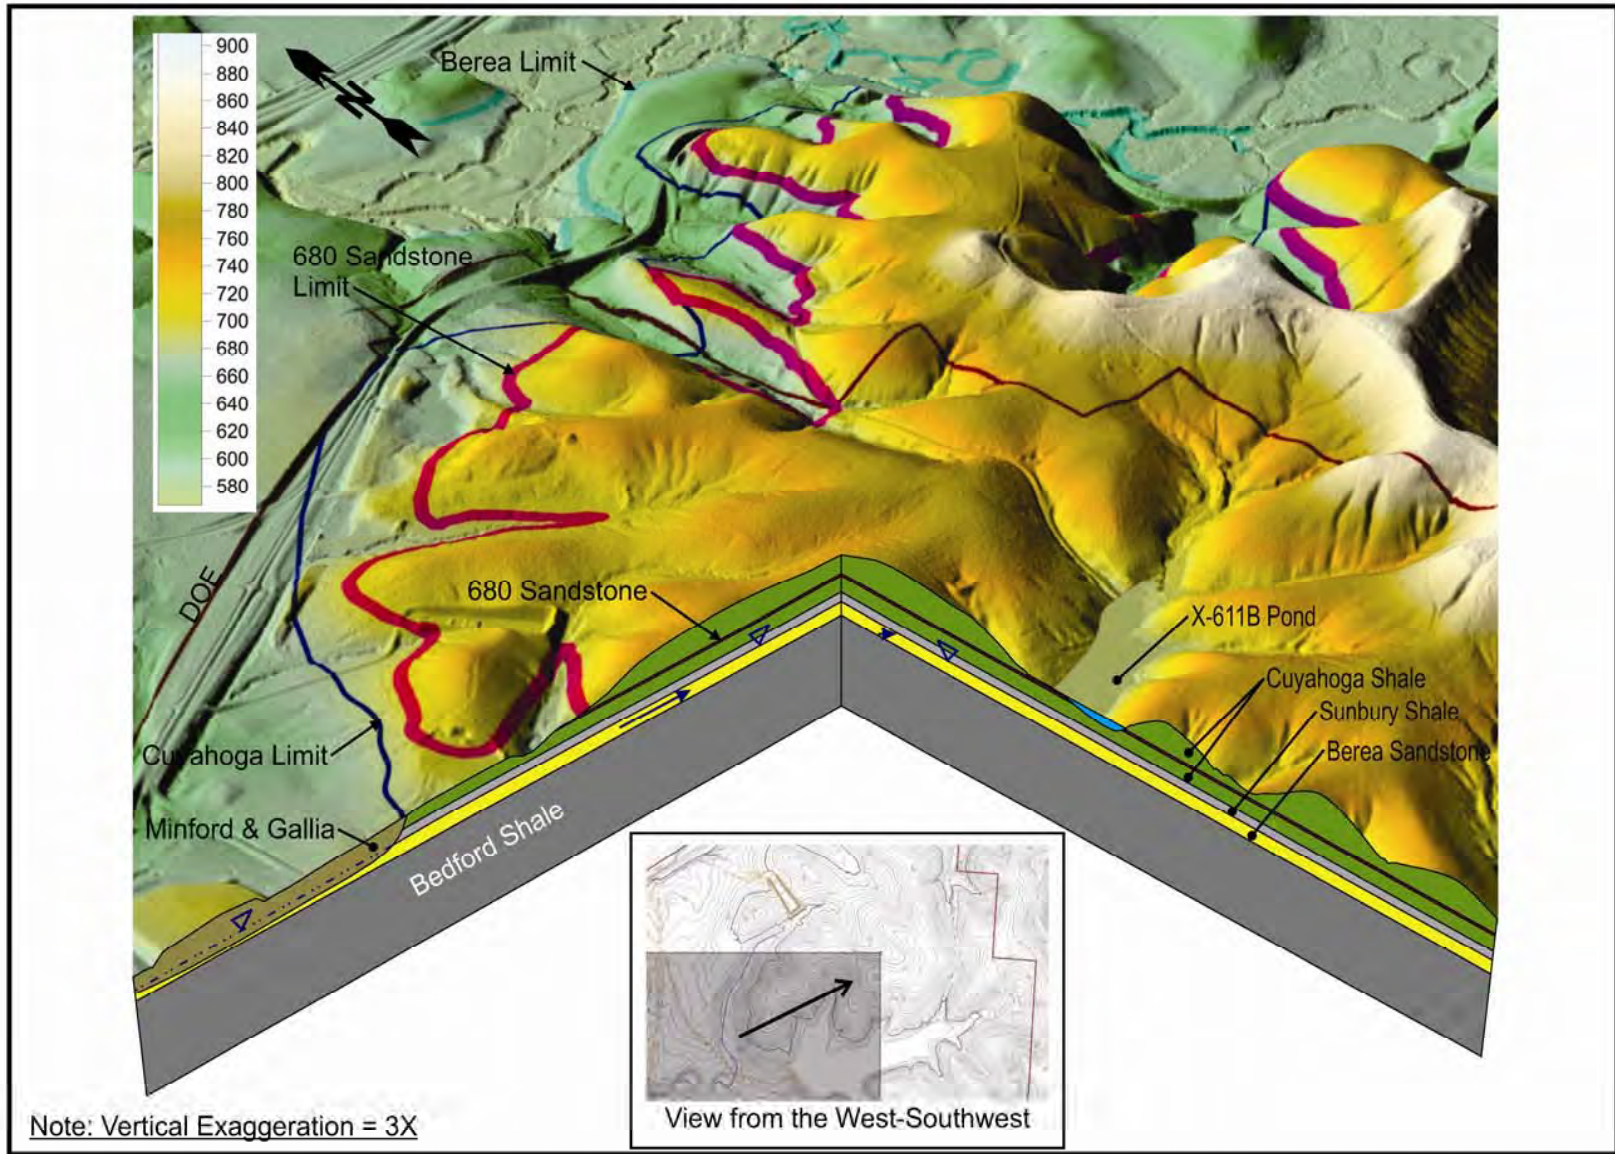 900
880
860
840
820
800
780
760
740
720
700
680
660
640
620
600
580
N
Berea Limit
680 Sandstone
Limit
DOE
680 Sandstone
X-611B Pond
Cuyahoga Shale
Sunbury Shale
Berea Sandstone
Cuyahoga Limit
Minford & Gallia
Bedford Shale
View from the West-Southwest
Note: Vertical Exaggeration = 3X